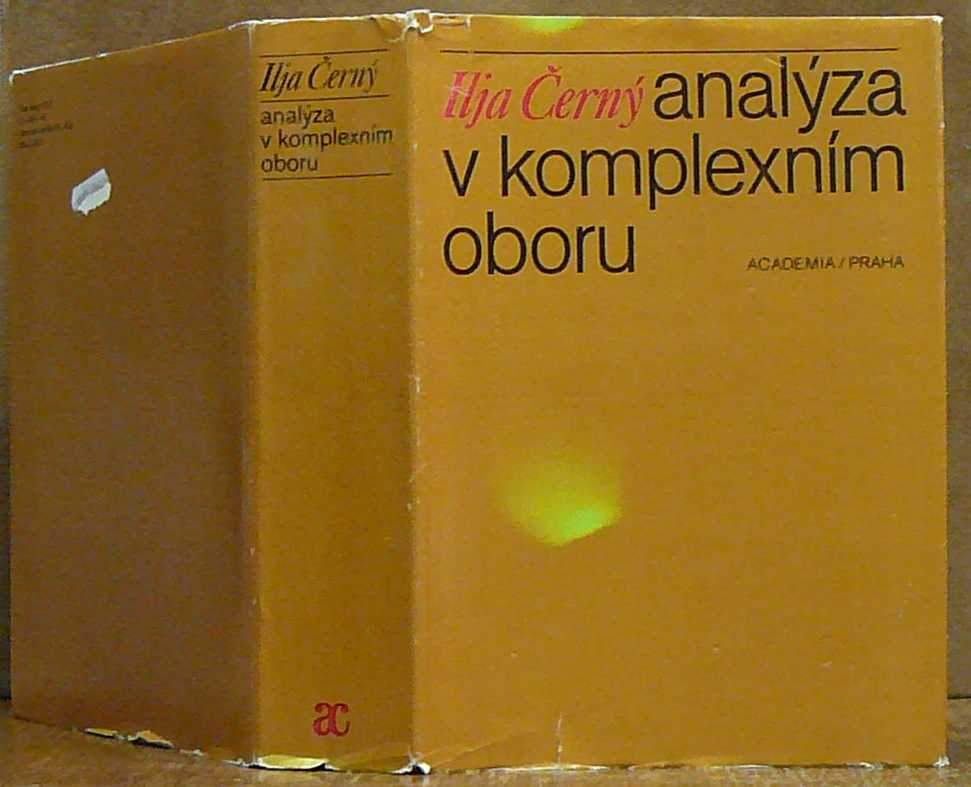 Ilja Černý
analýza
v komplexním
oboru
ac
Ilja Černý analýza
v komplexním
oboru
ACADEMIA / PRAHA